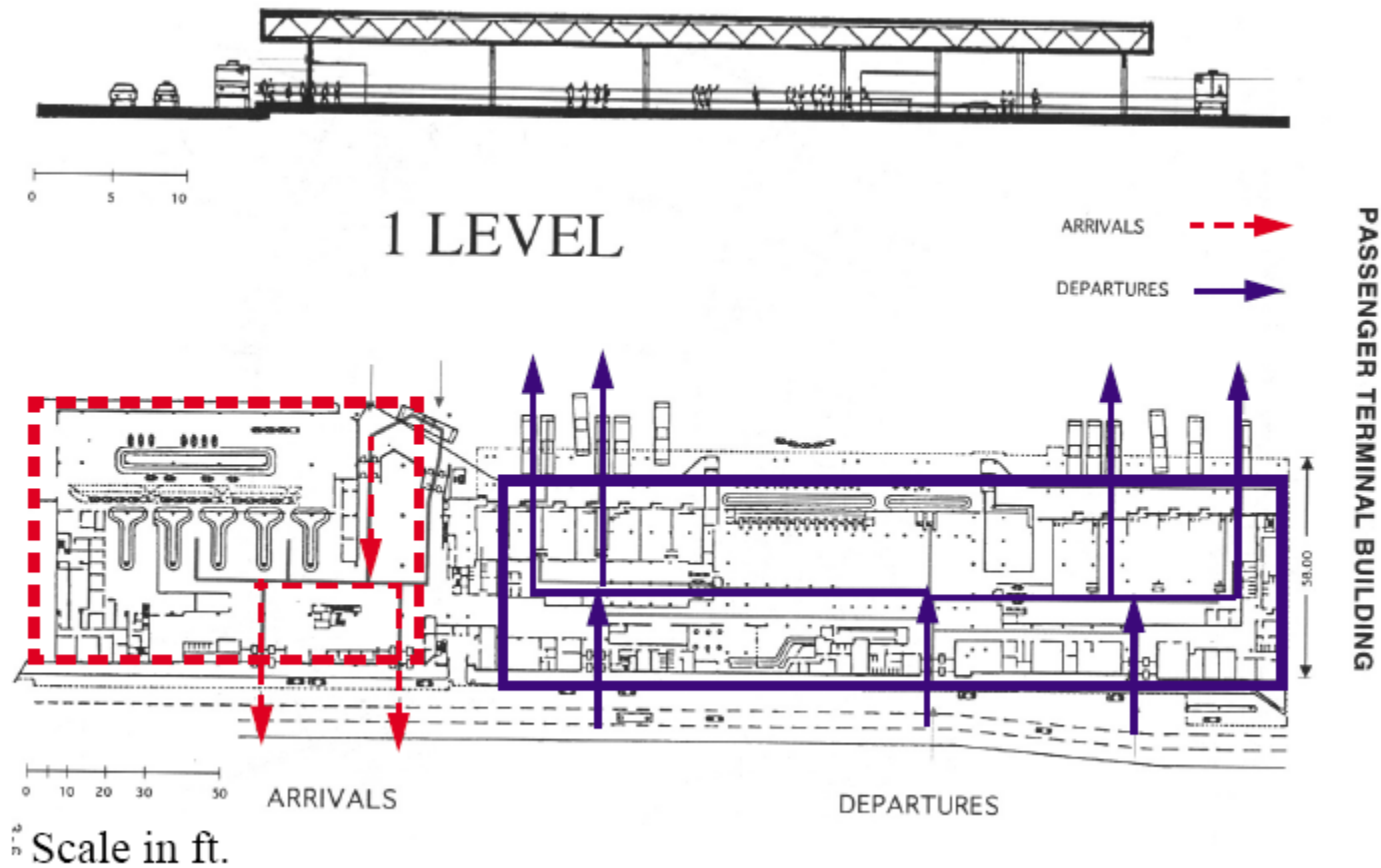 0 5 10
1 LEVEL
ARRIVALS
DEPARTURES
PASSENGER TERMINAL BUILDING
58.00
0 10 20 30 50
ARRIVALS
DEPARTURES
Scale in ft.